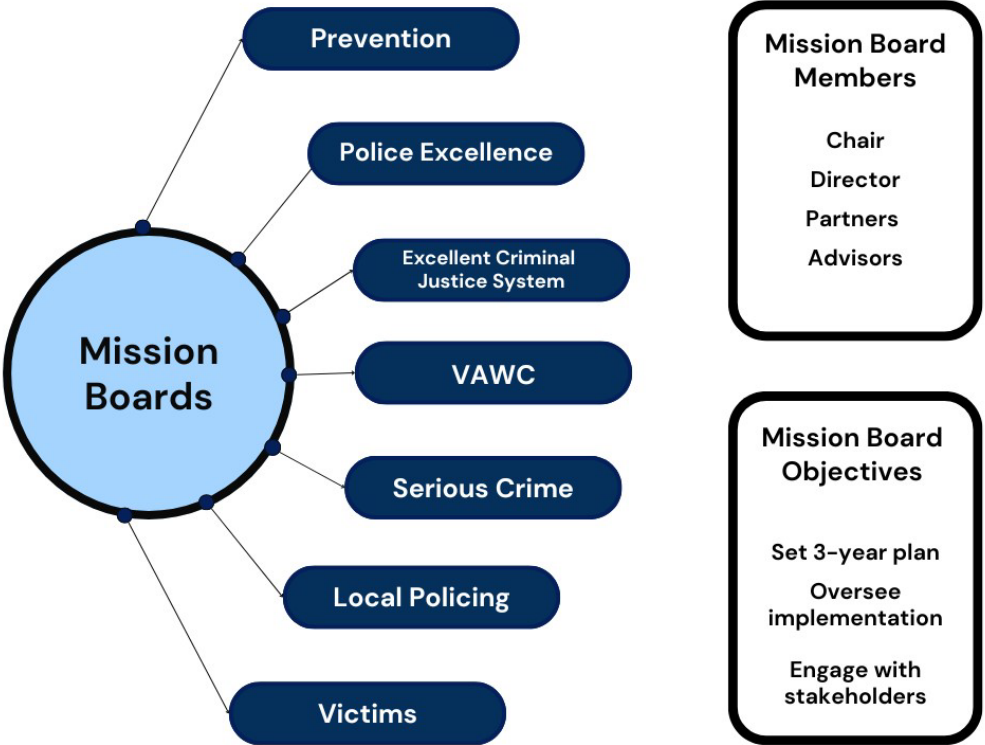 Prevention
Police Excellence
Excellent Criminal
Justice System
VAWC
Serious Crime
Local Policing
Victims
Mission
Boards
Mission Board
Members
Chair
Director
Partners
Advisors
Mission Board
Objectives
Set 3-year plan
Oversee
implementation
Engage with
stakeholders